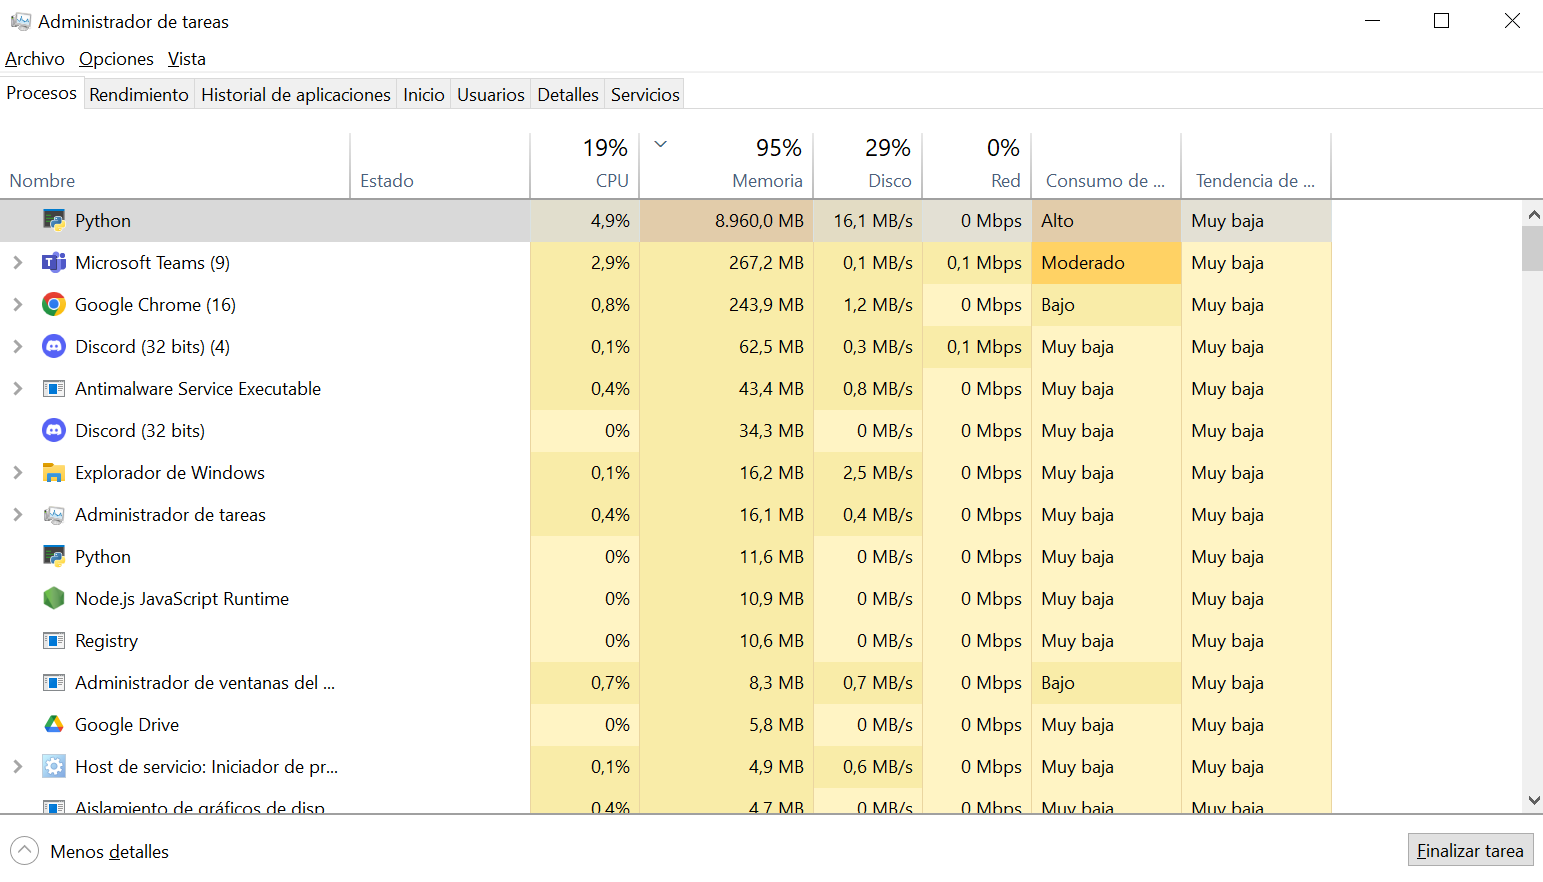 Administrador de tareas
Archivo Opciones Vista
Procesos Rendimiento Historial de aplicaciones Inicio Usuarios Detalles Servicios
19% 95% 29% 0%
Nombre Estado CPU Memoria Disco Red Consumo de ... Tendencia de ...
Python 4,9% 8.960,0 MB 16,1 MB/s 0 Mbps Alto Muy baja
Microsoft Teams (9) 2,9% 267,2 MB 0,1 MB/s 0,1 Mbps Moderado Muy baja
Google Chrome (16) 0,8% 243,9 MB 1,2 MB/s 0 Mbps Bajo Muy baja
Discord (32 bits) (4) 0,1% 62,5 MB 0,3 MB/s 0,1 Mbps Muy baja Muy baja
Antimalware Service Executable 0,4% 43,4 MB 0,8 MB/s 0 Mbps Muy baja Muy baja
Discord (32 bits) 0% 34,3 MB 0 MB/s 0 Mbps Muy baja Muy baja
Explorador de Windows 0,1% 16,2 MB 2,5 MB/s 0 Mbps Muy baja Muy baja
Administrador de tareas 0,4% 16,1 MB 0,4 MB/s 0 Mbps Muy baja Muy baja
Python 0% 11,6 MB 0 MB/s 0 Mbps Muy baja Muy baja
Node.js JavaScript Runtime 0% 10,9 MB 0 MB/s 0 Mbps Muy baja Muy baja
Registry 0% 10,6 MB 0 MB/s 0 Mbps Muy baja Muy baja
Administrador de ventanas del ... 0,7% 8,3 MB 0,7 MB/s 0 Mbps Bajo Muy baja
Google Drive 0% 5,8 MB 0 MB/s 0 Mbps Muy baja Muy baja
Host de servicio: Iniciador de pr... 0,1% 4,9 MB 0,6 MB/s 0 Mbps Muy baja Muy baja
Aislamiento de gráficos de disp 0,4% 4,7 MB 0 MB/s 0 Mbps Muy baja Muy baja
Menos detalles Finalizar tarea